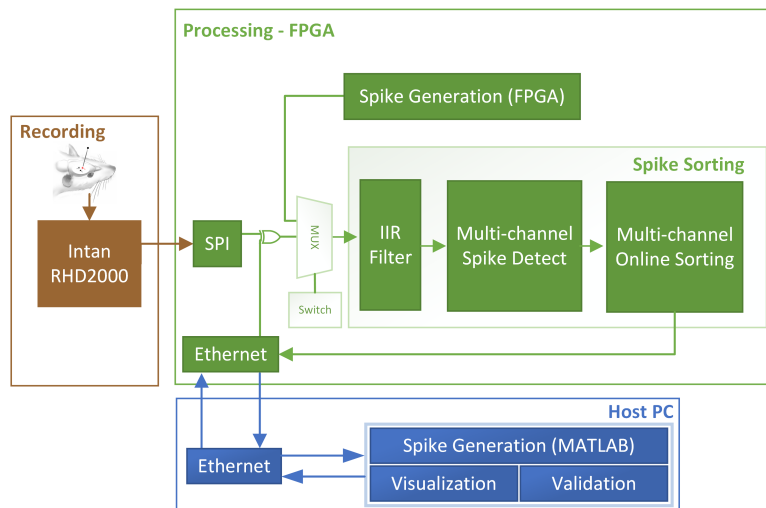 Processing - FPGA
Spike Generation (FPGA)
Recording
Intan
RHD2000
SPI
MUX
Switch
Spike Sorting
IIR
Filter
Multi-channel
Spike Detect
Multi-channel
Online Sorting
Ethernet
Host PC
Ethernet
Spike Generation (MATLAB)
Visualization
Validation